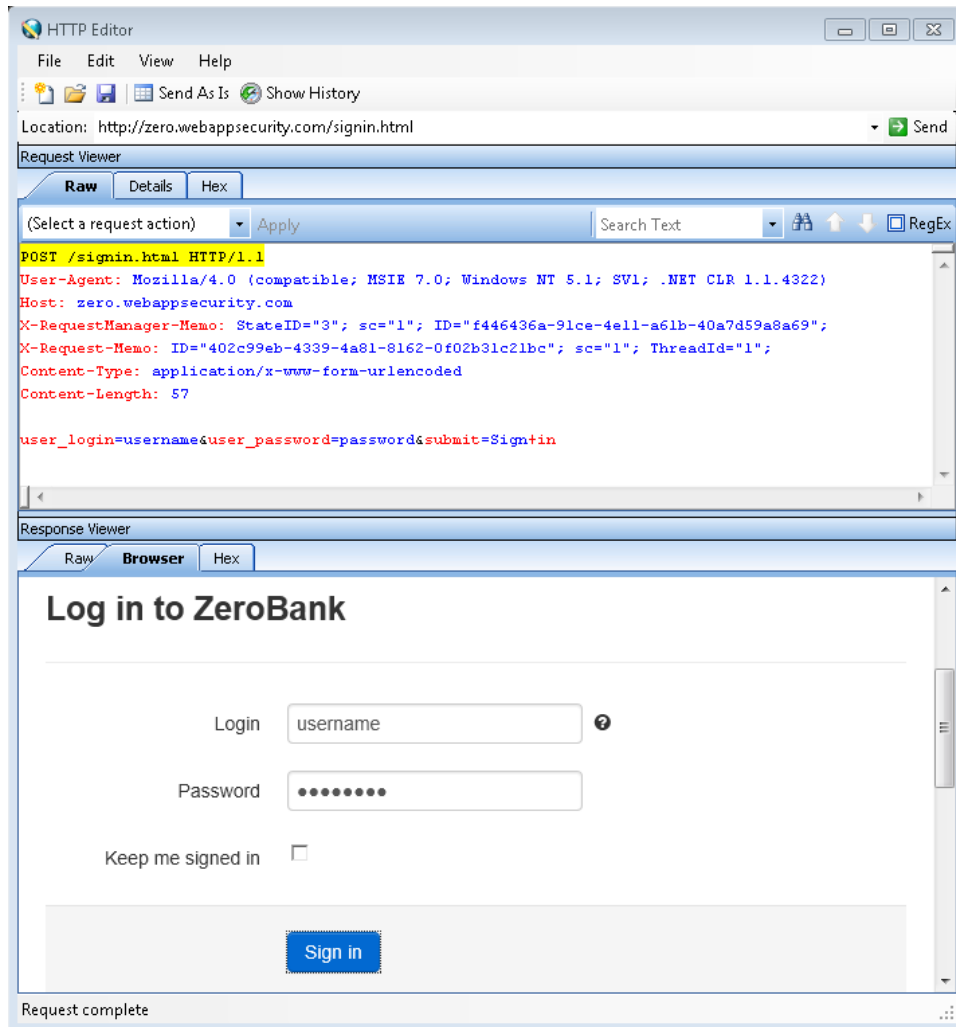 HTTP Editor
File Edit View Help
Send As Is Show History
Location: http://zero.webappsecurity.com/signin.html Send
Request Viewer
Raw Details Hex
(Select a request action) Apply Search Text RegEx
POST /signin.html HTTP/1.1
User-Agent: Mozilla/4.0 (compatible; MSIE 7.0; Windows NT 5.1; SV1; .NET CLR 1.1.4322)
Host: zero.webappsecurity.com
X-RequestManager-Memo: StateID="3"; sc="1"; ID="f446436a-91ce-4e11-a61b-40a7d59a8a69";
X-Request-Memo: ID="402c99eb-4339-4a81-8162-0f02b31c21bc"; sc="1"; ThreadId="1";
Content-Type: application/x-www-form-urlencoded
Content-Length: 57
user_login=username&user_password=password&submit=Sign+in
Response Viewer
Raw Browser Hex
Log in to ZeroBank
Login username
Password ••••••••
Keep me signed in
Sign in
Request complete